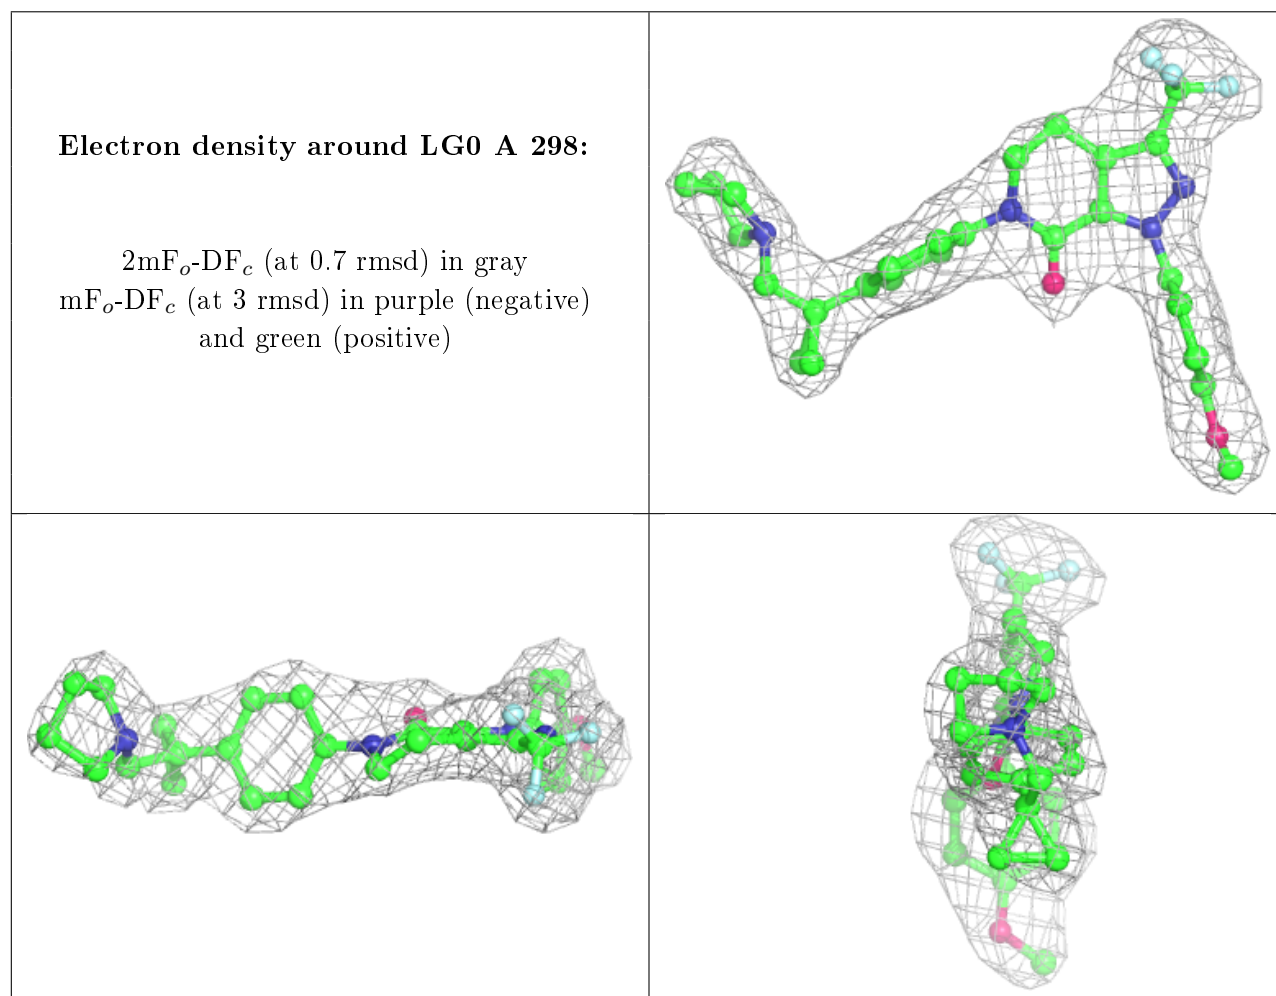 Electron density around LG0 A 298:
2mFₒ-DF𝒸 (at 0.7 rmsd) in gray
mFₒ-DF𝒸 (at 3 rmsd) in purple (negative)
and green (positive)